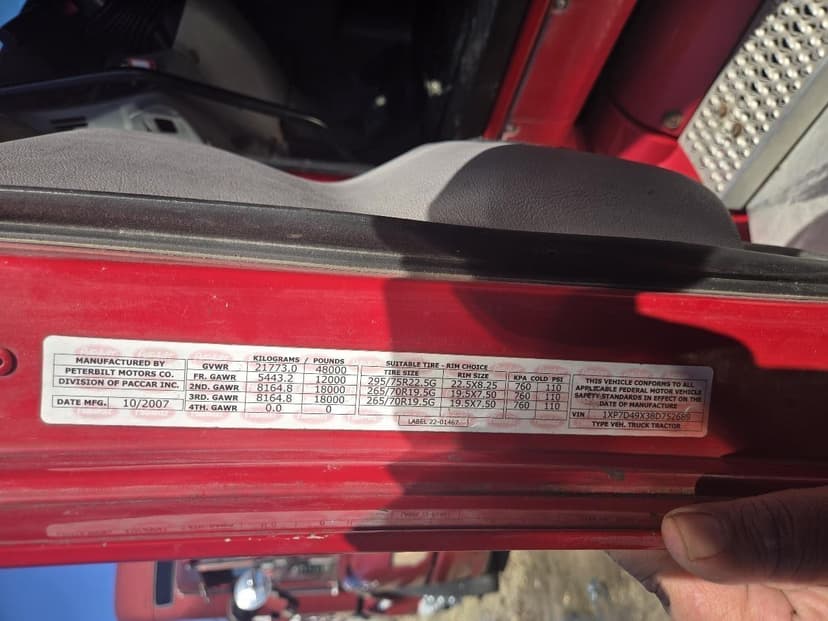 MANUFACTURED BY
PETERBILT MOTORS CO.
DIVISION OF PACCAR INC.
DATE MFG. 10/2007
KILOGRAMS / POUNDS
GVWR 21773.0 48000
FR. GAWR 5443.2 12000
2ND. GAWR 8164.8 18000
3RD. GAWR 8164.8 18000
4TH. GAWR 0.0 0
SUITABLE TIRE - RIM CHOICE
TIRE SIZE RIM SIZE KPA COLD PSI
295/75R22.5G 22.5X8.25 760 110
265/70R19.5G 19.5X7.50 760 110
265/70R19.5G 19.5X7.50 760 110
LABEL 22-01467
THIS VEHICLE CONFORMS TO ALL
APPLICABLE FEDERAL MOTOR VEHICLE
SAFETY STANDARDS IN EFFECT ON THE
DATE OF MANUFACTURE
VIN 1XP7D49X38D752689
TYPE VEH. TRUCK TRACTOR